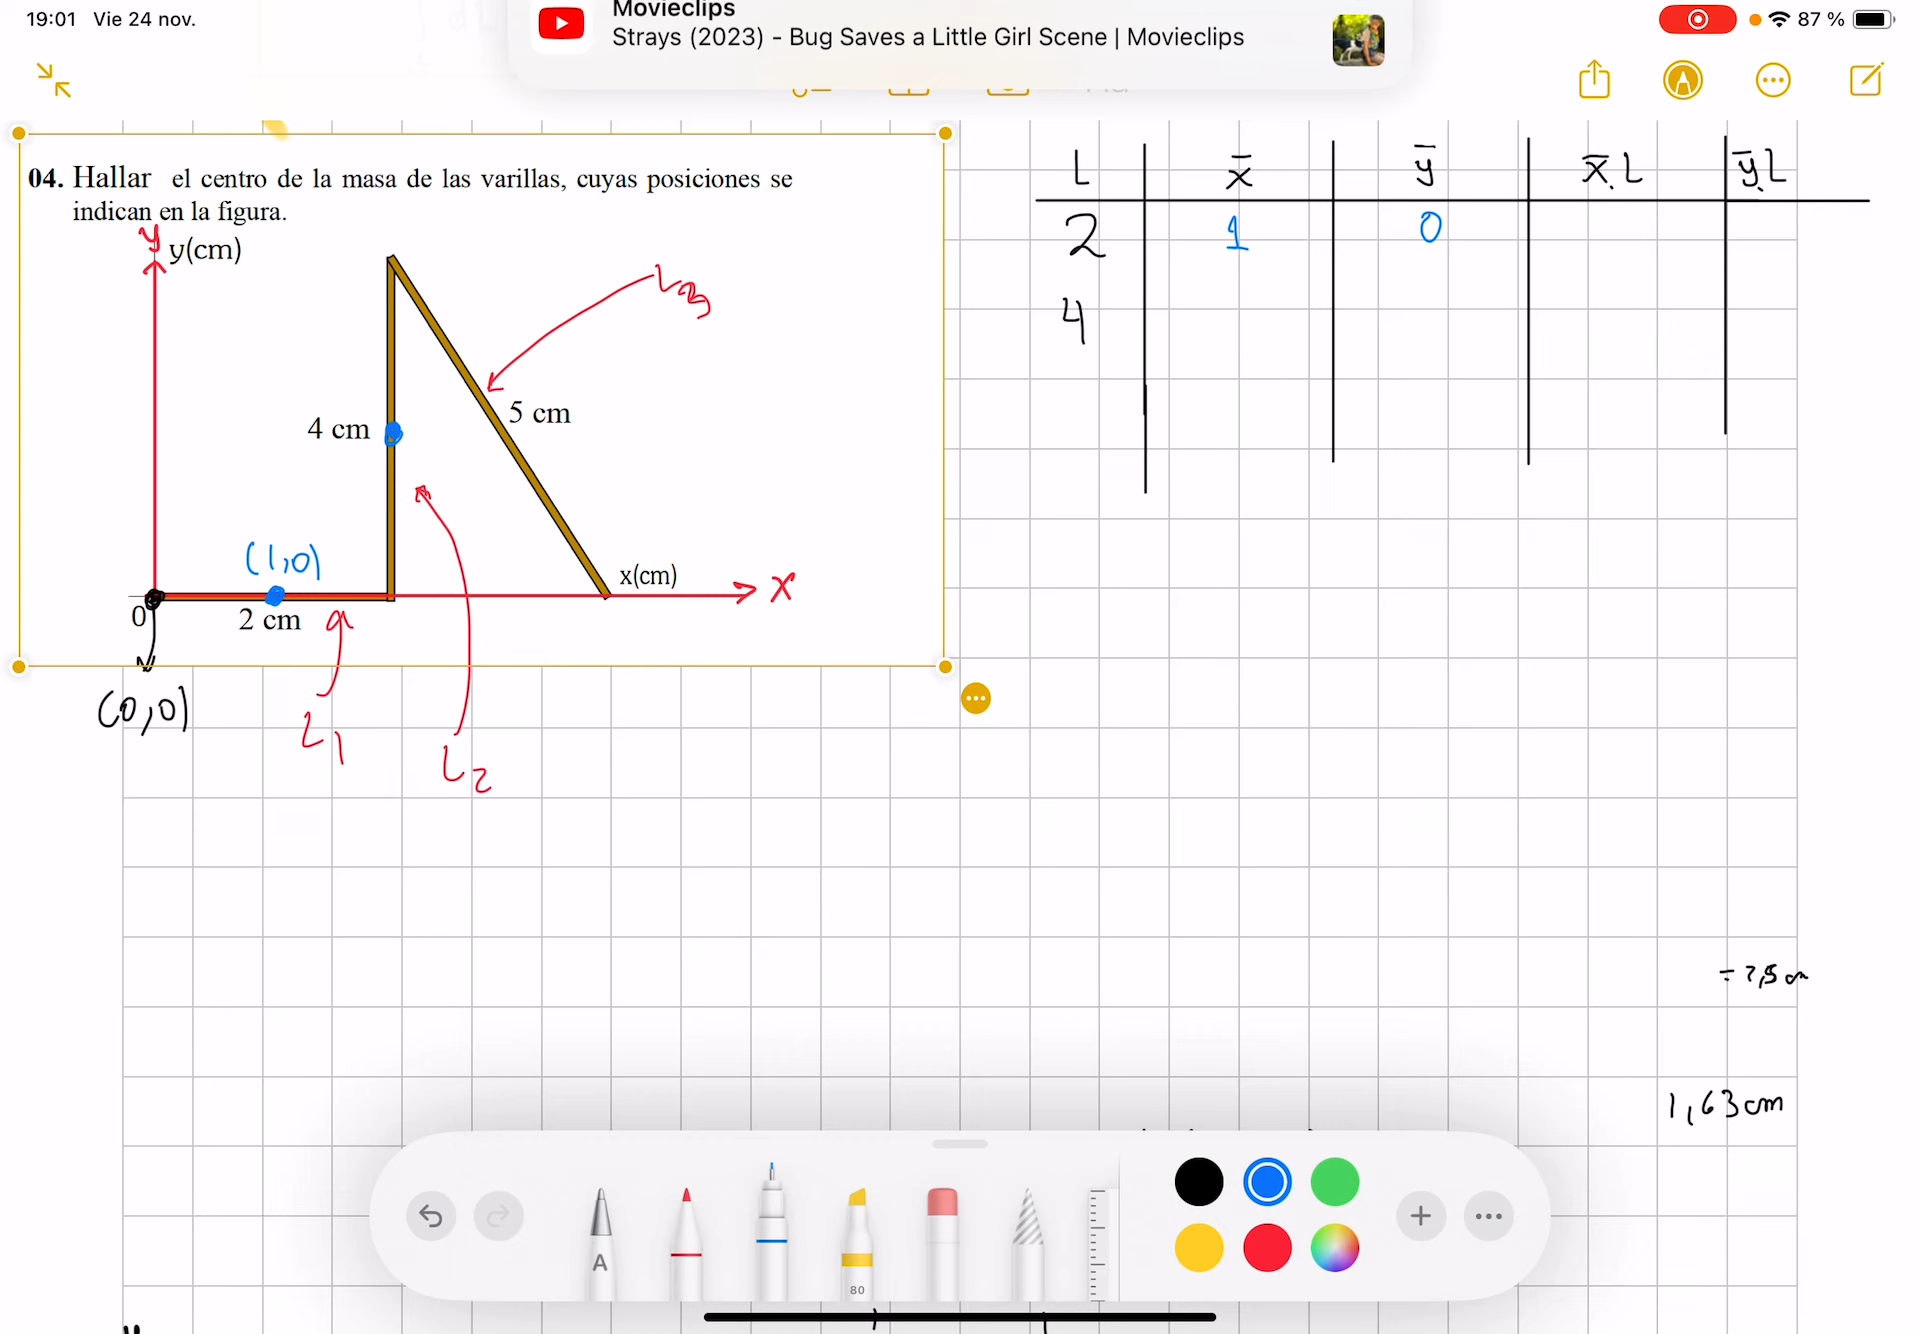 19:01 Vie 24 nov.
Movieclips
Strays (2023) - Bug Saves a Little Girl Scene | Movieclips
87 %
04. Hallar el centro de la masa de las varillas, cuyas posiciones se
indican en la figura.
y
y(cm)
L3
4 cm
5 cm
(1,0)
x(cm)
x
0
2 cm
(0,0)
L1
L2
L x̄ ȳ x̄.L ȳ.L
2 1 0
4
1,63cm
A
80